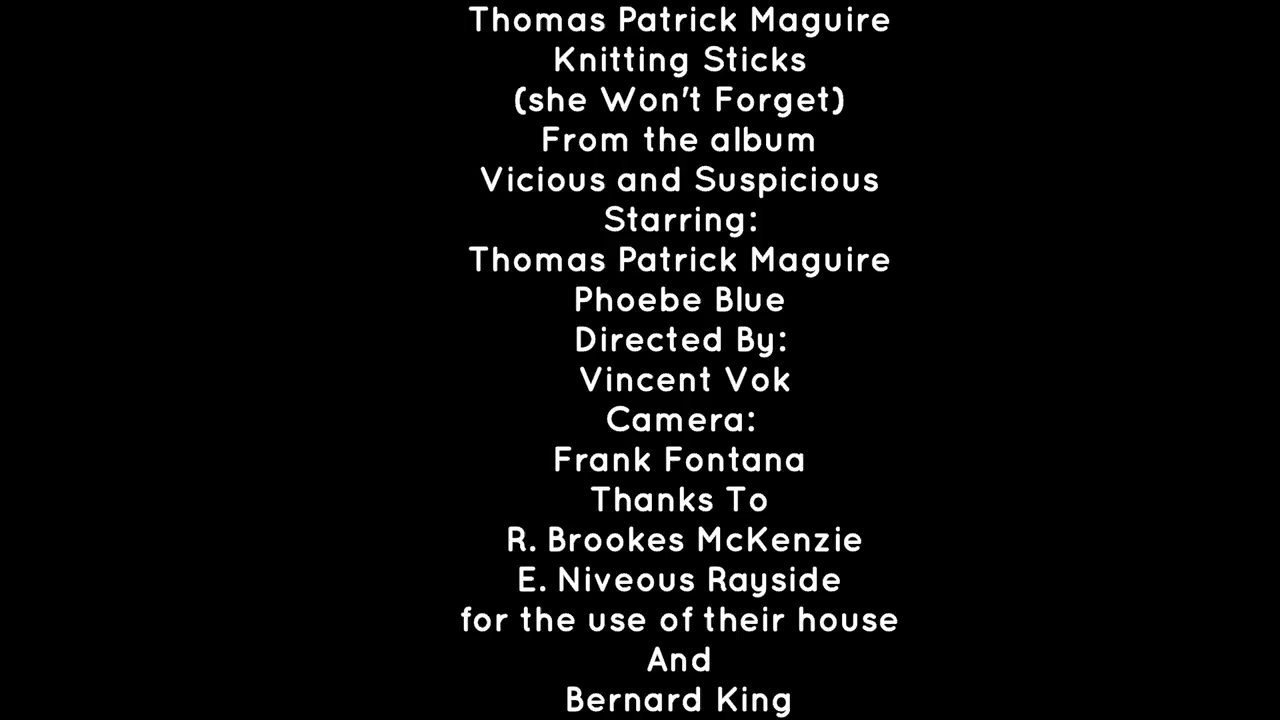 Thomas Patrick Maguire
Knitting Sticks
(she Won't Forget)
From the album
Vicious and Suspicious
Starring:
Thomas Patrick Maguire
Phoebe Blue
Directed By:
Vincent Vok
Camera:
Frank Fontana
Thanks To
R. Brookes McKenzie
E. Niveous Rayside
for the use of their house
And
Bernard King